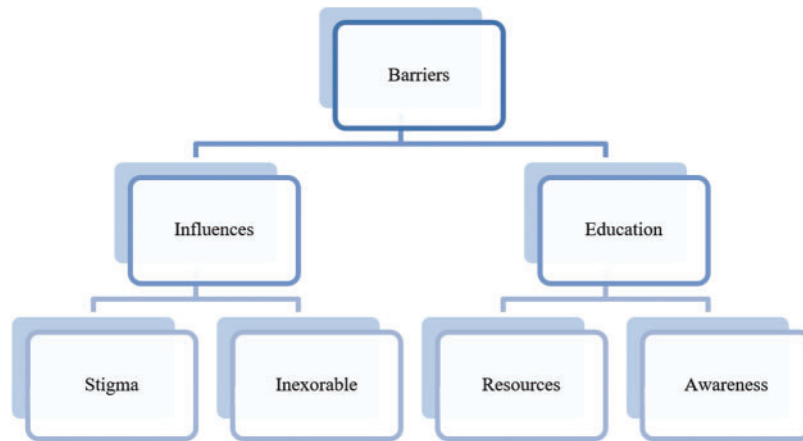 Barriers
Influences
Education
Stigma
Inexorable
Resources
Awareness